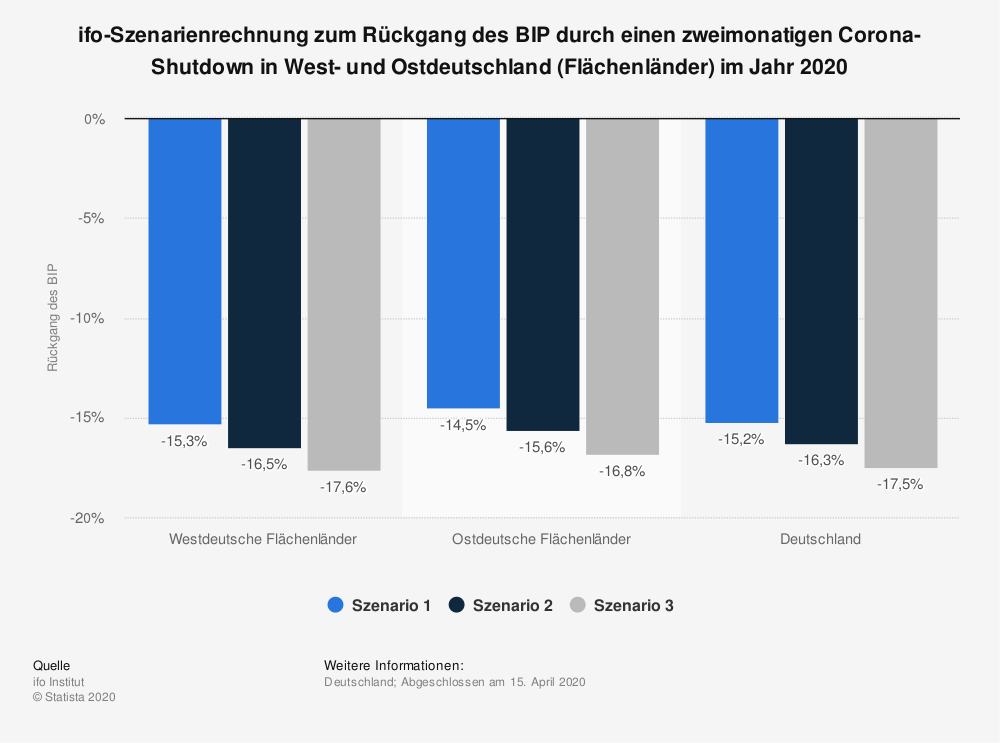 ifo-Szenarienrechnung zum Rückgang des BIP durch einen zweimonatigen Corona-
Shutdown in West- und Ostdeutschland (Flächenländer) im Jahr 2020
Rückgang des BIP
0%
-5%
-10%
-15%
-20%
-15,3%
-16,5%
-17,6%
-14,5%
-15,6%
-16,8%
-15,2%
-16,3%
-17,5%
Westdeutsche Flächenländer
Ostdeutsche Flächenländer
Deutschland
Szenario 1
Szenario 2
Szenario 3
Quelle
ifo Institut
© Statista 2020
Weitere Informationen:
Deutschland; Abgeschlossen am 15. April 2020